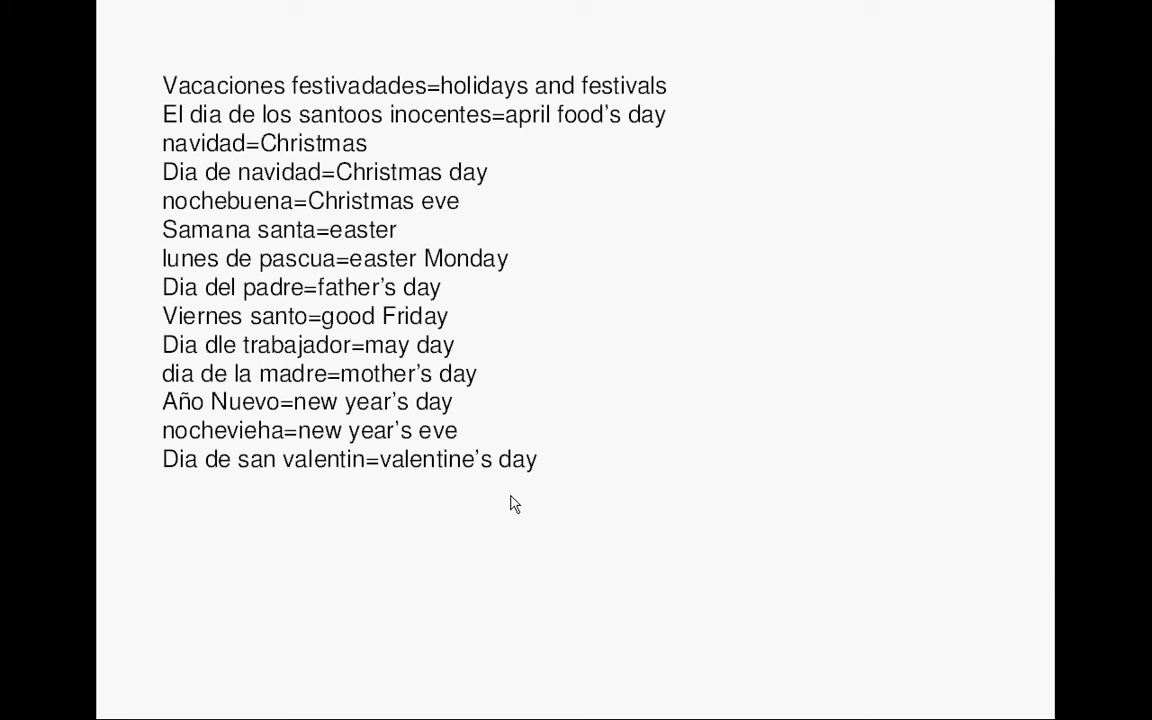 Vacaciones festivadades=holidays and festivals
El dia de los santoos inocentes=april food’s day
navidad=Christmas
Dia de navidad=Christmas day
nochebuena=Christmas eve
Samana santa=easter
lunes de pascua=easter Monday
Dia del padre=father’s day
Viernes santo=good Friday
Dia dle trabajador=may day
dia de la madre=mother’s day
Año Nuevo=new year’s day
nochevieha=new year’s eve
Dia de san valentin=valentine’s day